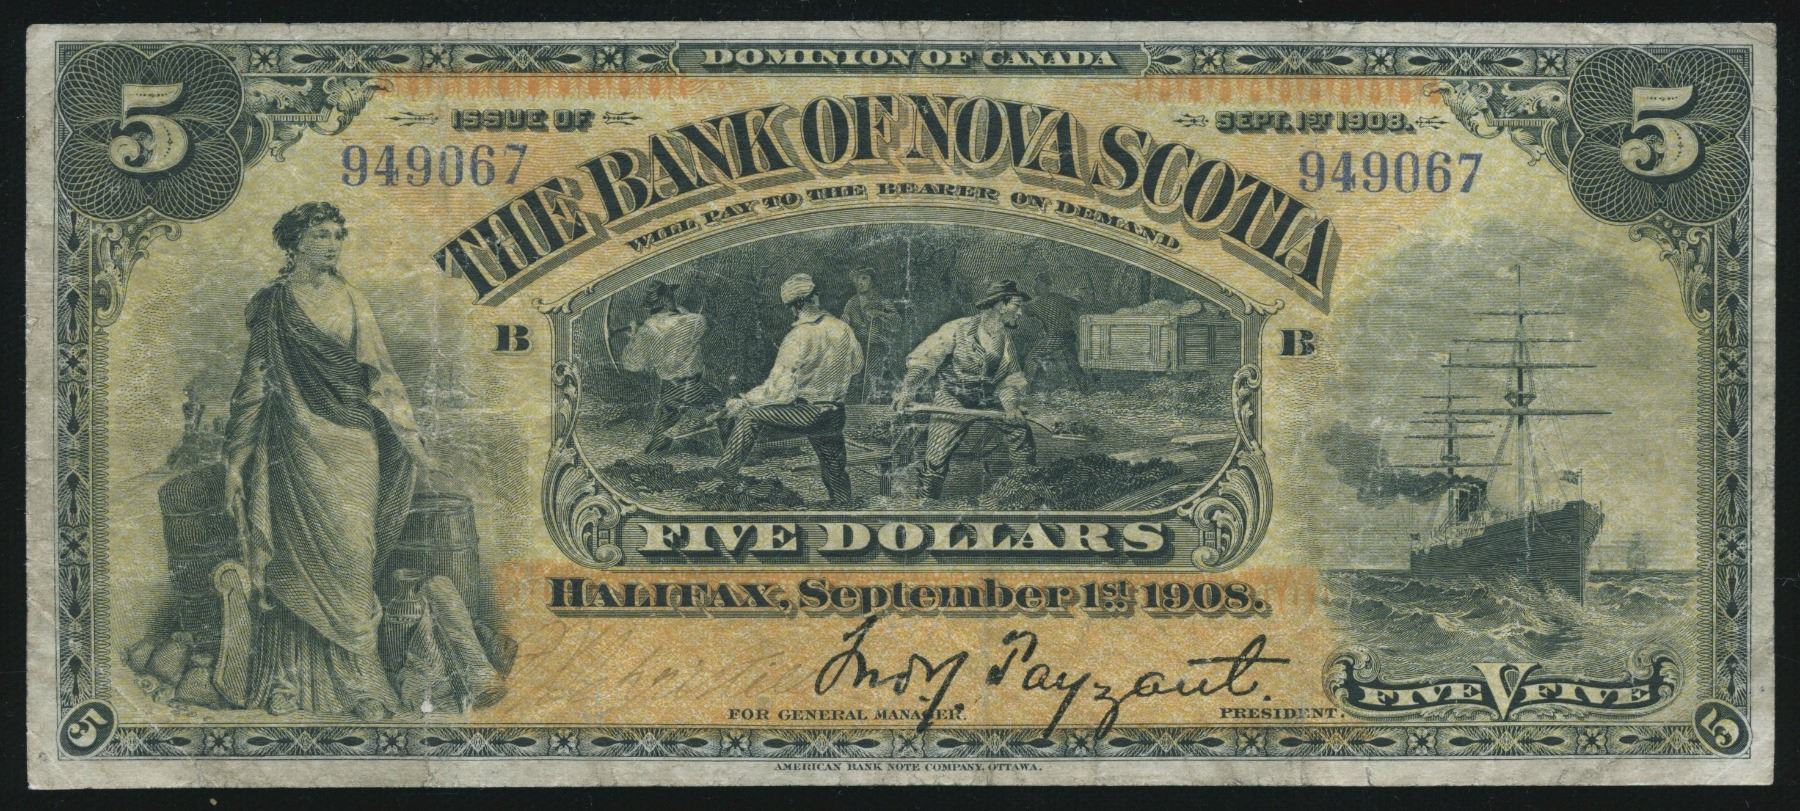 DOMINION OF CANADA
5 5
ISSUE OF SEPT. 1ST 1908.
949067 949067
THE BANK OF NOVA SCOTIA
WILL PAY TO THE BEARER ON DEMAND
B B
FIVE DOLLARS
HALIFAX, September 1st 1908.
Payzant.
FOR GENERAL MANAGER. PRESIDENT.
FIVE V FIVE
5 5
AMERICAN BANK NOTE COMPANY, OTTAWA.